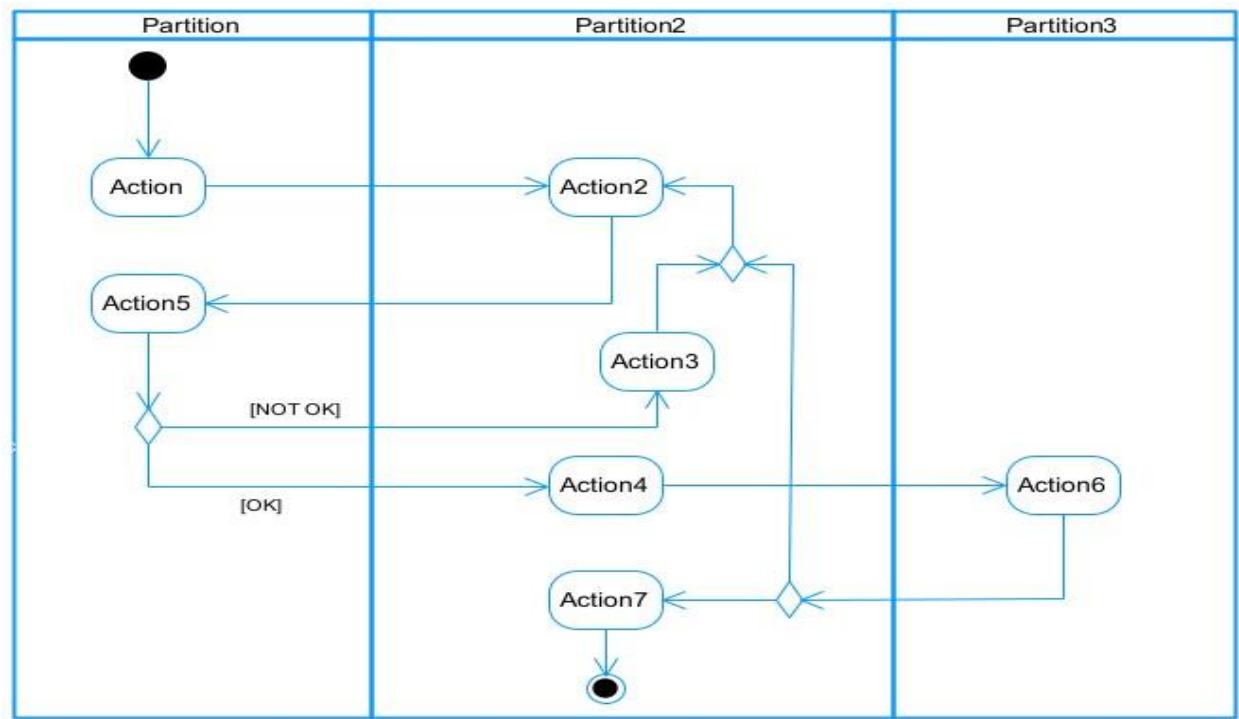 Partition
Partition2
Partition3
Action
Action2
Action5
Action3
[NOT OK]
Action4
Action6
[OK]
Action7